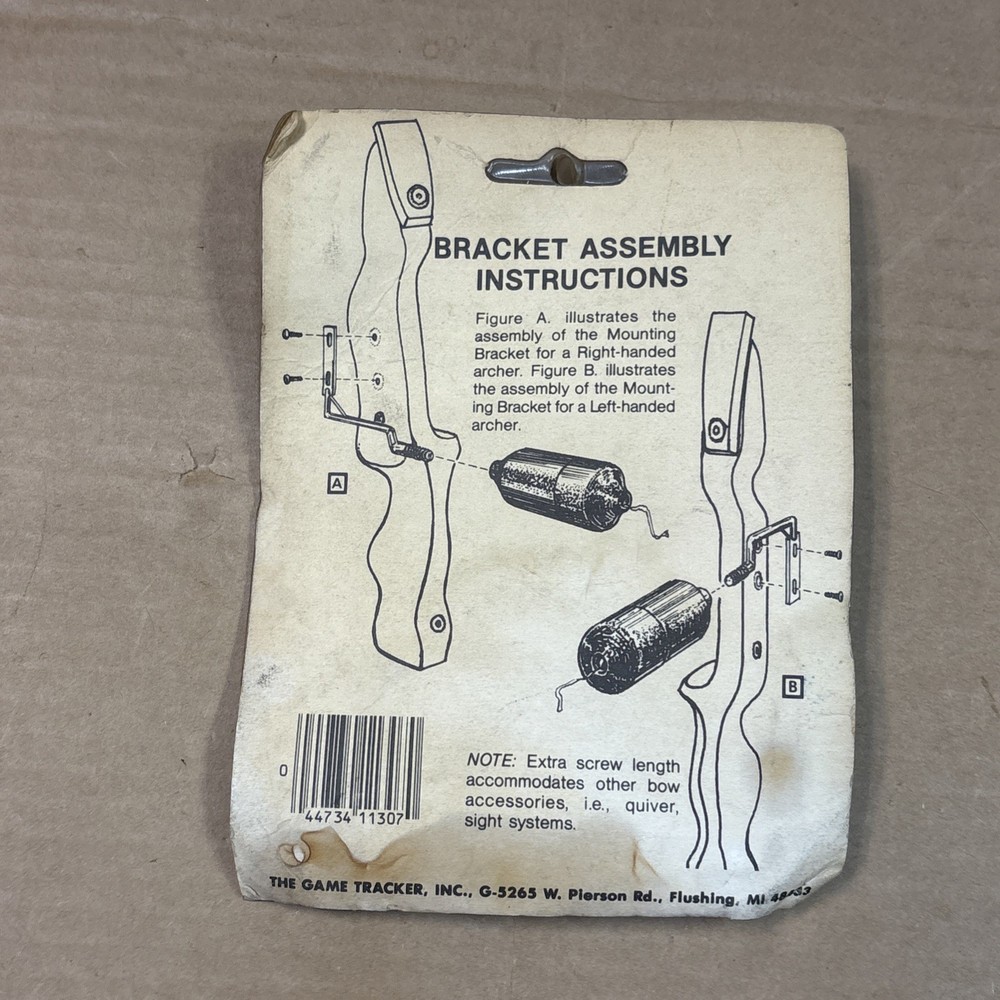 BRACKET ASSEMBLY
INSTRUCTIONS
Figure A. illustrates the
assembly of the Mounting
Bracket for a Right-handed
archer. Figure B. illustrates
the assembly of the Mount-
ing Bracket for a Left-handed
archer.
A
B
NOTE: Extra screw length
accommodates other bow
accessories, i.e., quiver,
sight systems.
0
44734 11307
THE GAME TRACKER, INC., G-5265 W. Pierson Rd., Flushing, MI